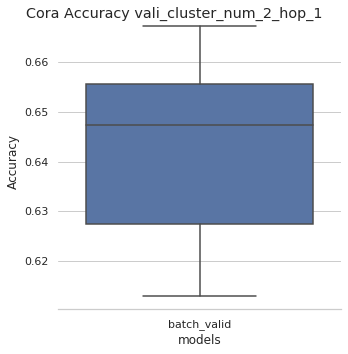 Cora Accuracy vali_cluster_num_2_hop_1
0.66
0.65
0.64
0.63
0.62
Accuracy
batch_valid
models